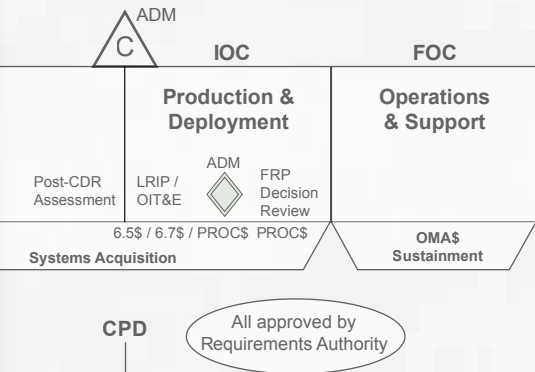 ADM
C
IOC
FOC
Production &
Deployment
Operations
& Support
Post-CDR
Assessment
LRIP /
OIT&E
ADM
FRP
Decision
Review
6.5$ / 6.7$ / PROC$ PROC$
Systems Acquisition
OMA$
Sustainment
CPD
All approved by
Requirements Authority